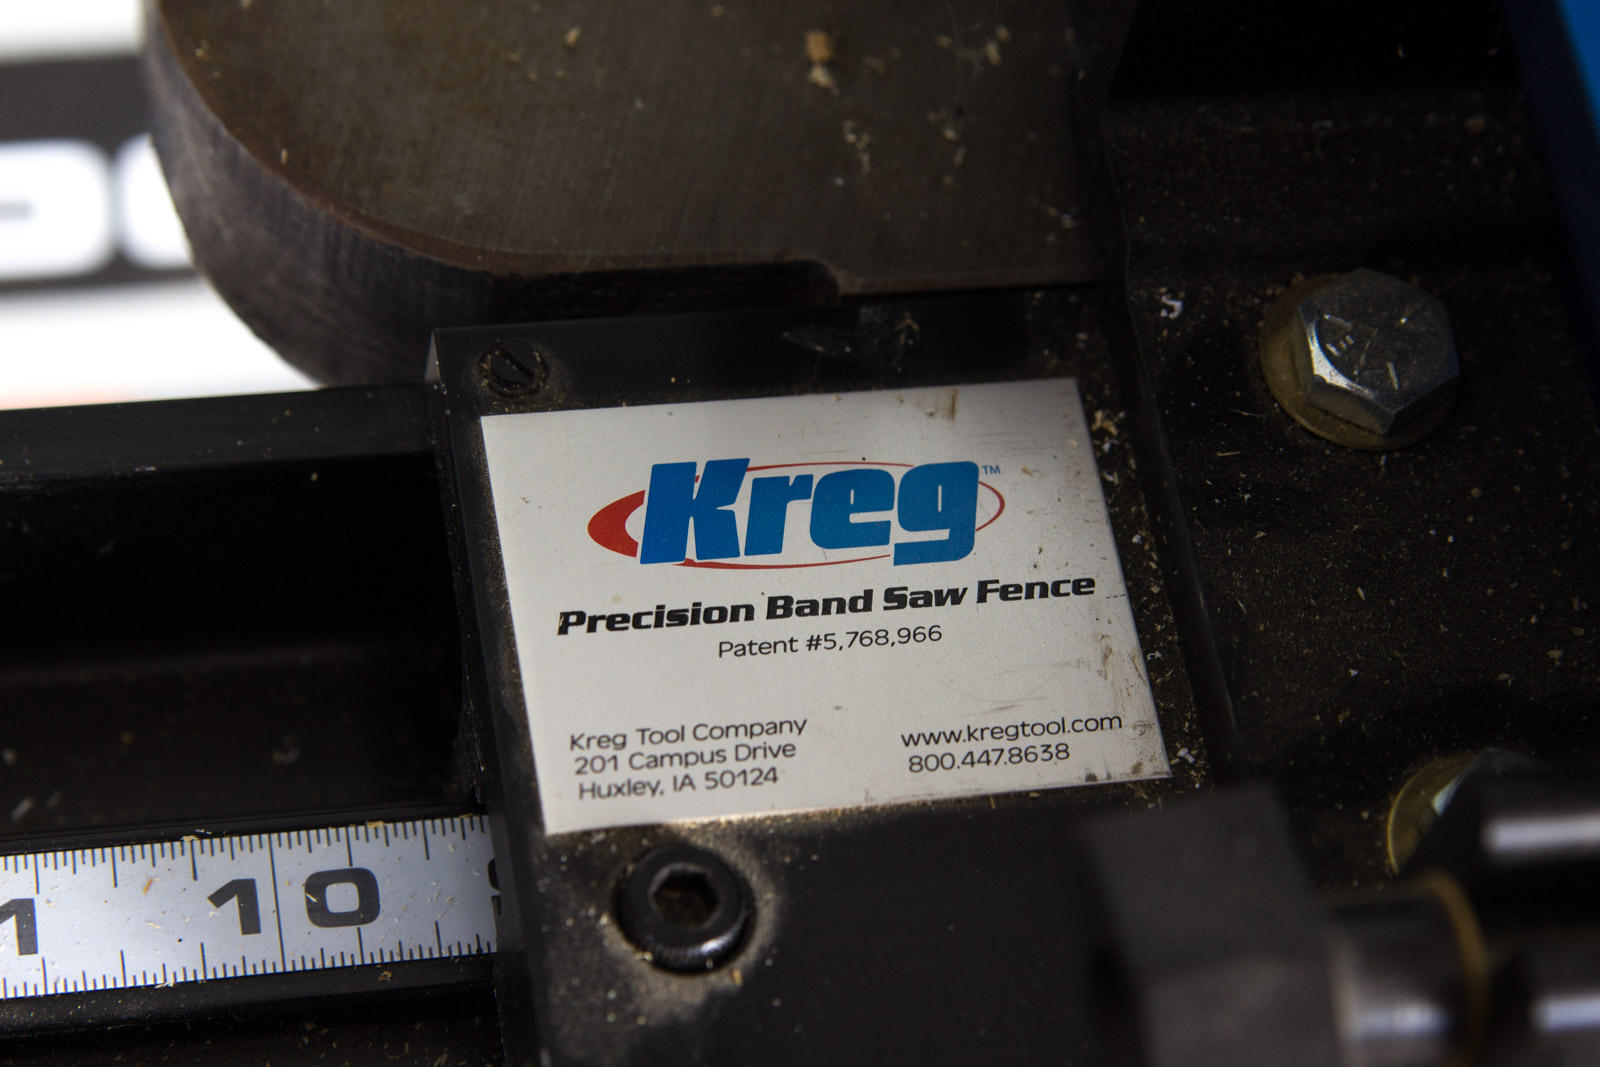 Kreg™
Precision Band Saw Fence
Patent #5,768,966
Kreg Tool Company
201 Campus Drive
Huxley, IA 50124
www.kregtool.com
800.447.8638
10